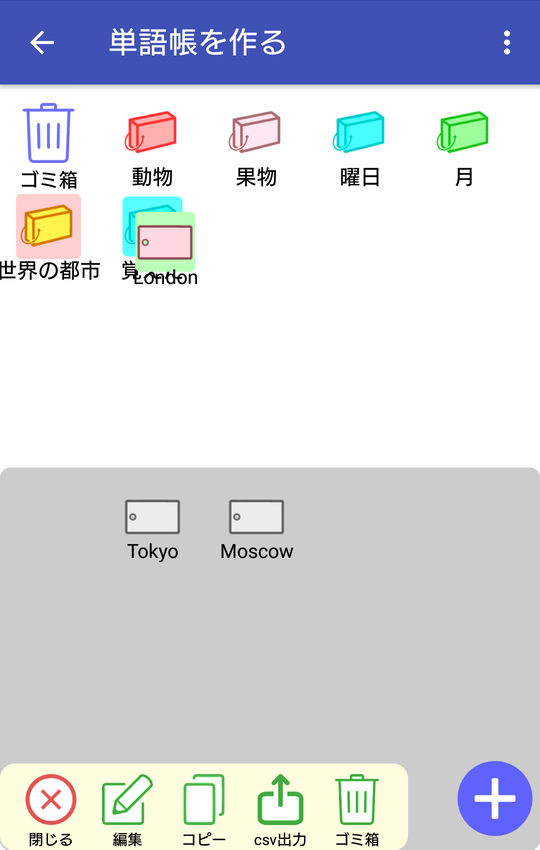 単語帳を作る
ゴミ箱
動物
果物
曜日
月
世界の都市
覚
London
Tokyo
Moscow
閉じる
編集
コピー
csv出力
ゴミ箱